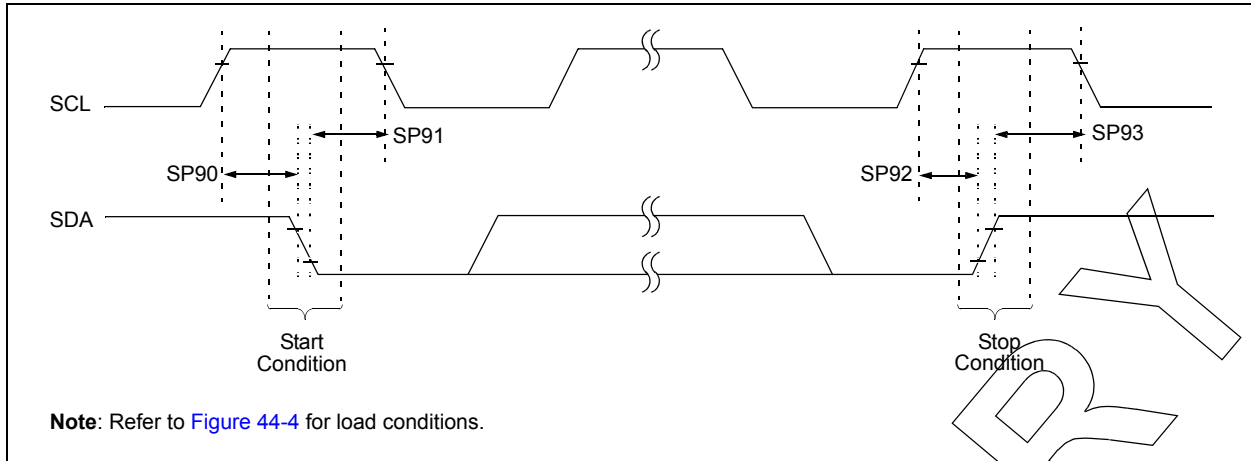 SCL
SP91
SP93
SP90
SP92
SDA
Start
Condition
Stop
Condition
Note: Refer to Figure 44-4 for load conditions.
R Y